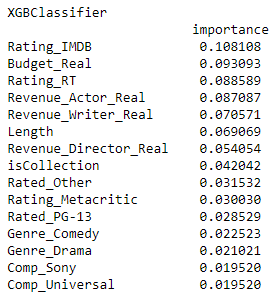 XGBClassifier
importance
Rating_IMDB 0.108108
Budget_Real 0.093093
Rating_RT 0.088589
Revenue_Actor_Real 0.087087
Revenue_Writer_Real 0.070571
Length 0.069069
Revenue_Director_Real 0.054054
isCollection 0.042042
Rated_Other 0.031532
Rating_Metacritic 0.030030
Rated_PG-13 0.028529
Genre_Comedy 0.022523
Genre_Drama 0.021021
Comp_Sony 0.019520
Comp_Universal 0.019520